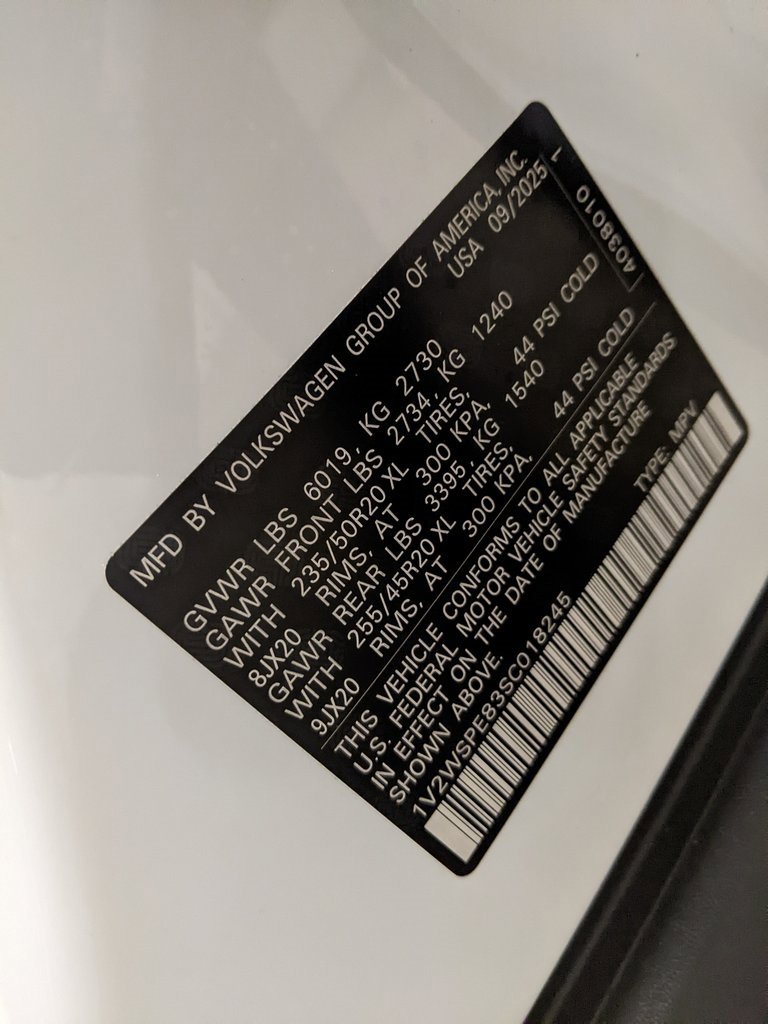 MFD BY VOLKSWAGEN GROUP OF AMERICA, INC.
USA 09/2025
GVWR LBS 6019, KG 2730
GAWR FRONT LBS 2734, KG 1240
WITH 235/50R20 XL TIRES,
8JX20 RIMS, AT 300 KPA, 44 PSI COLD
GAWR REAR LBS 3395 KG 1540
WITH 255/45R20 XL TIRES,
9JX20 RIMS, AT 300 KPA, 44 PSI COLD
4038010
THIS VEHICLE CONFORMS TO ALL APPLICABLE
U.S. FEDERAL MOTOR VEHICLE SAFETY STANDARDS
IN EFFECT ON THE DATE OF MANUFACTURE
SHOWN ABOVE.
TYPE: MPV
1V2WSPE83SC018245